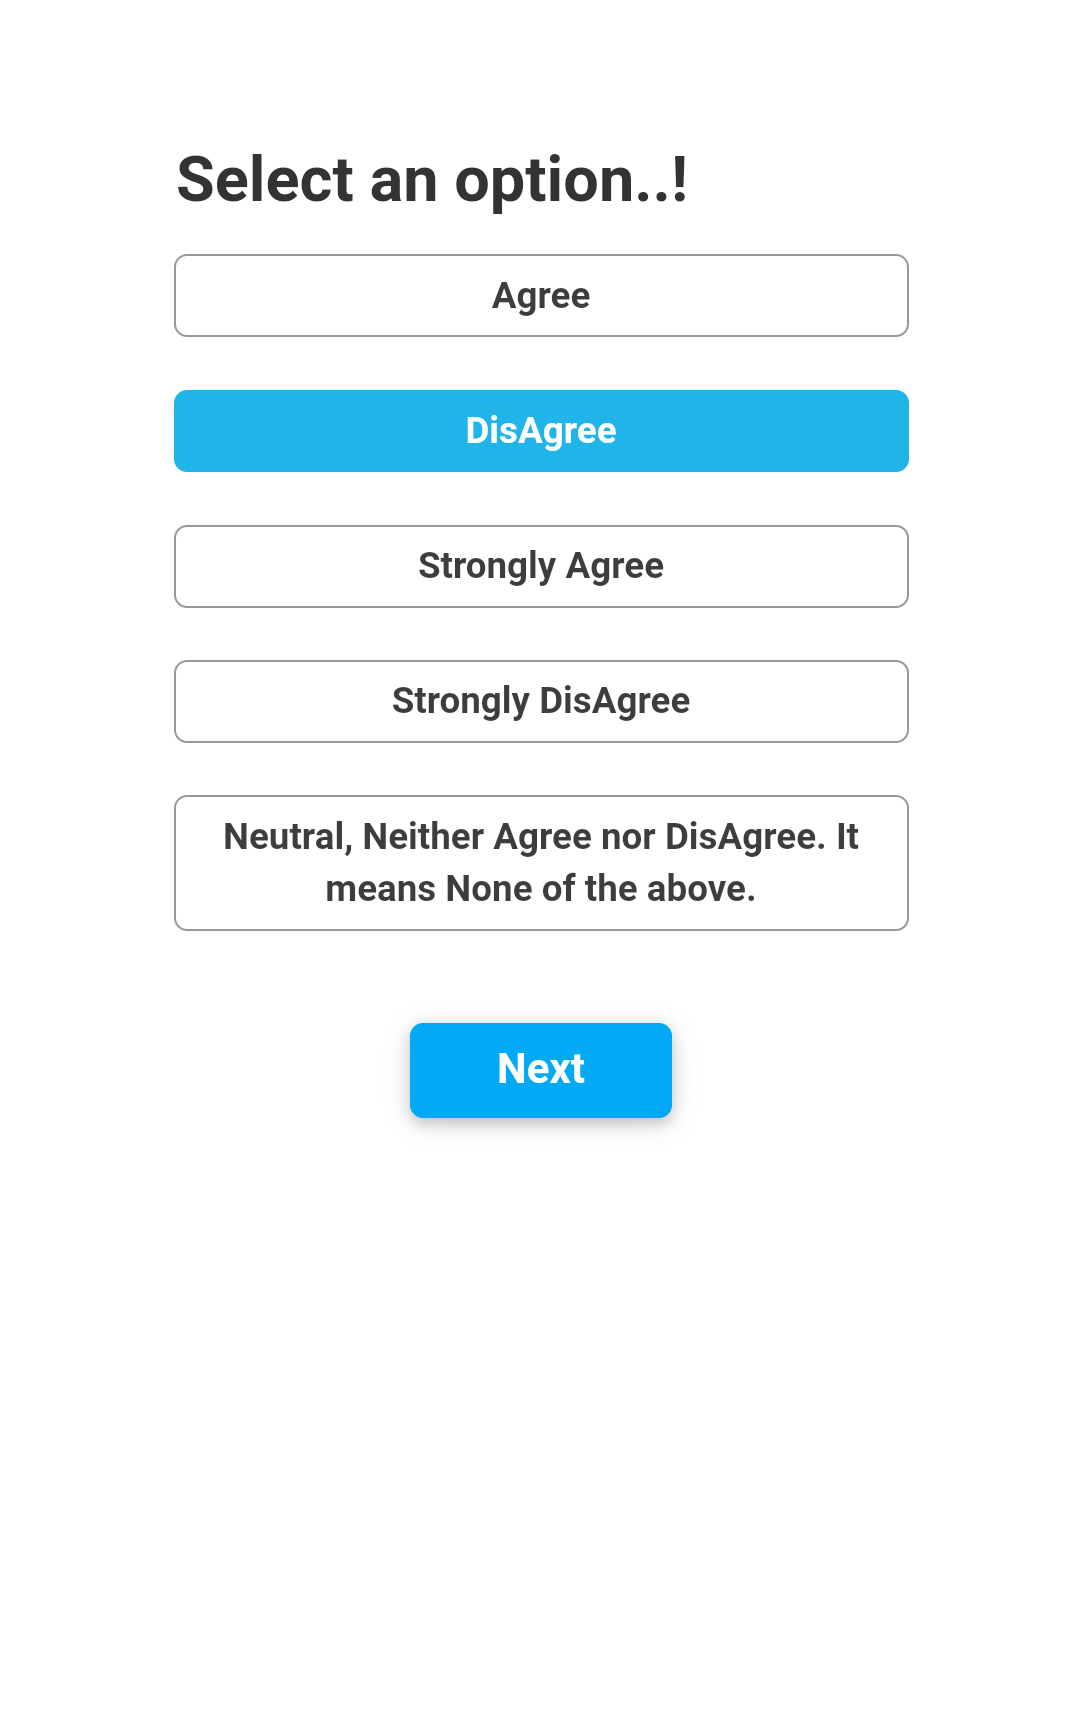 Select an option..!
Agree
DisAgree
Strongly Agree
Strongly DisAgree
Neutral, Neither Agree nor DisAgree. It
means None of the above.
Next